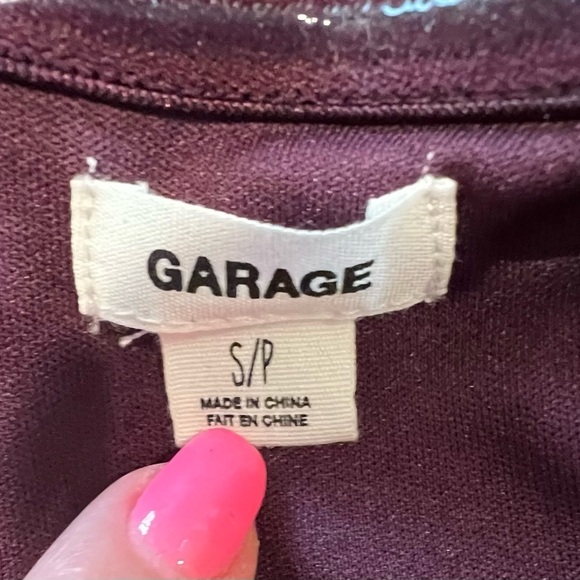 GARAGE
S/P
MADE IN CHINA
FAIT EN CHINE